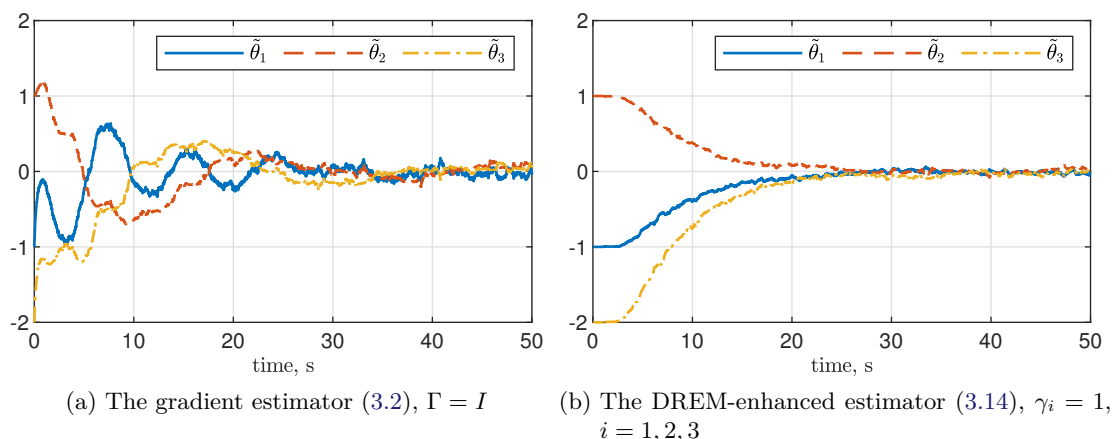 2
1
0
-1
-2
θ̃₁ θ̃₂ θ̃₃
0 10 20 30 40 50
time, s
(a) The gradient estimator (3.2), Γ = I
2
1
0
-1
-2
θ̃₁ θ̃₂ θ̃₃
0 10 20 30 40 50
time, s
(b) The DREM-enhanced estimator (3.14), γᵢ = 1,
i = 1, 2, 3